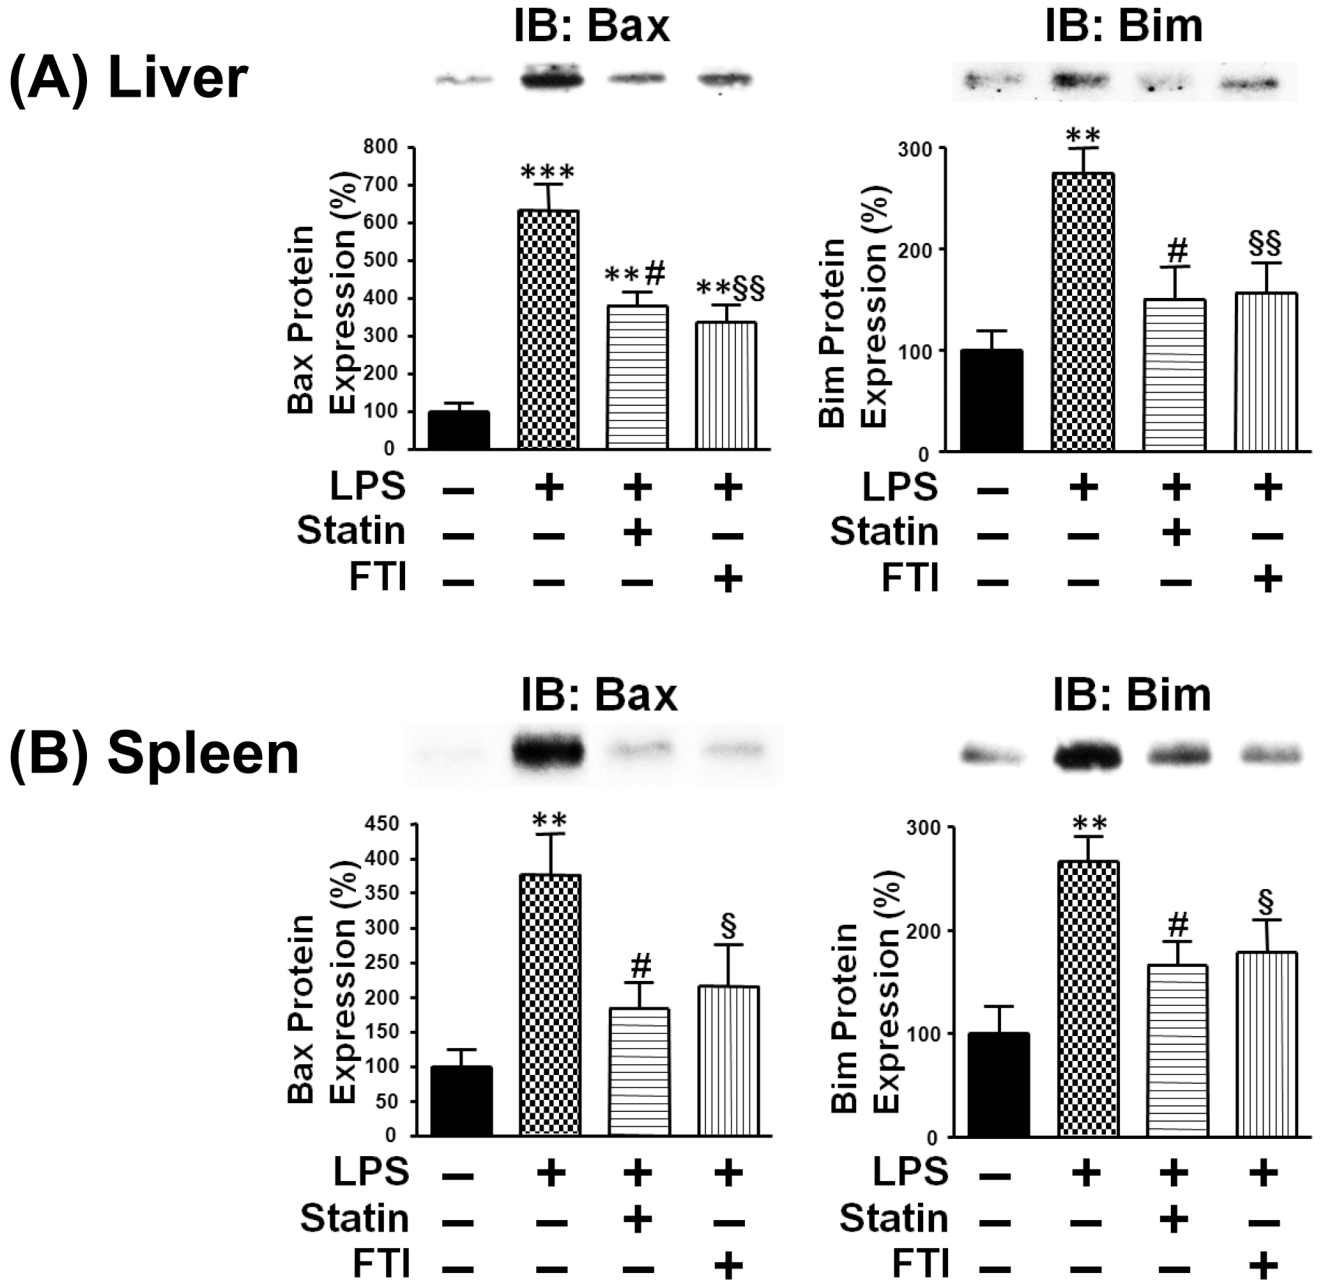 IB: Bax
IB: Bim
(A) Liver
Bax Protein
Expression (%)
800
700
600
500
400
300
200
100
0
***
**#
**§§
LPS – + + +
Statin – – + –
FTI – – – +
Bim Protein
Expression (%)
300
200
100
0
**
#
§§
LPS – + + +
Statin – – + –
FTI – – – +
IB: Bax
IB: Bim
(B) Spleen
Bax Protein
Expression (%)
450
400
350
300
250
200
150
100
50
0
**
#
§
LPS – + + +
Statin – – + –
FTI – – – +
Bim Protein
Expression (%)
300
200
100
0
**
#
§
LPS – + + +
Statin – – + –
FTI – – – +